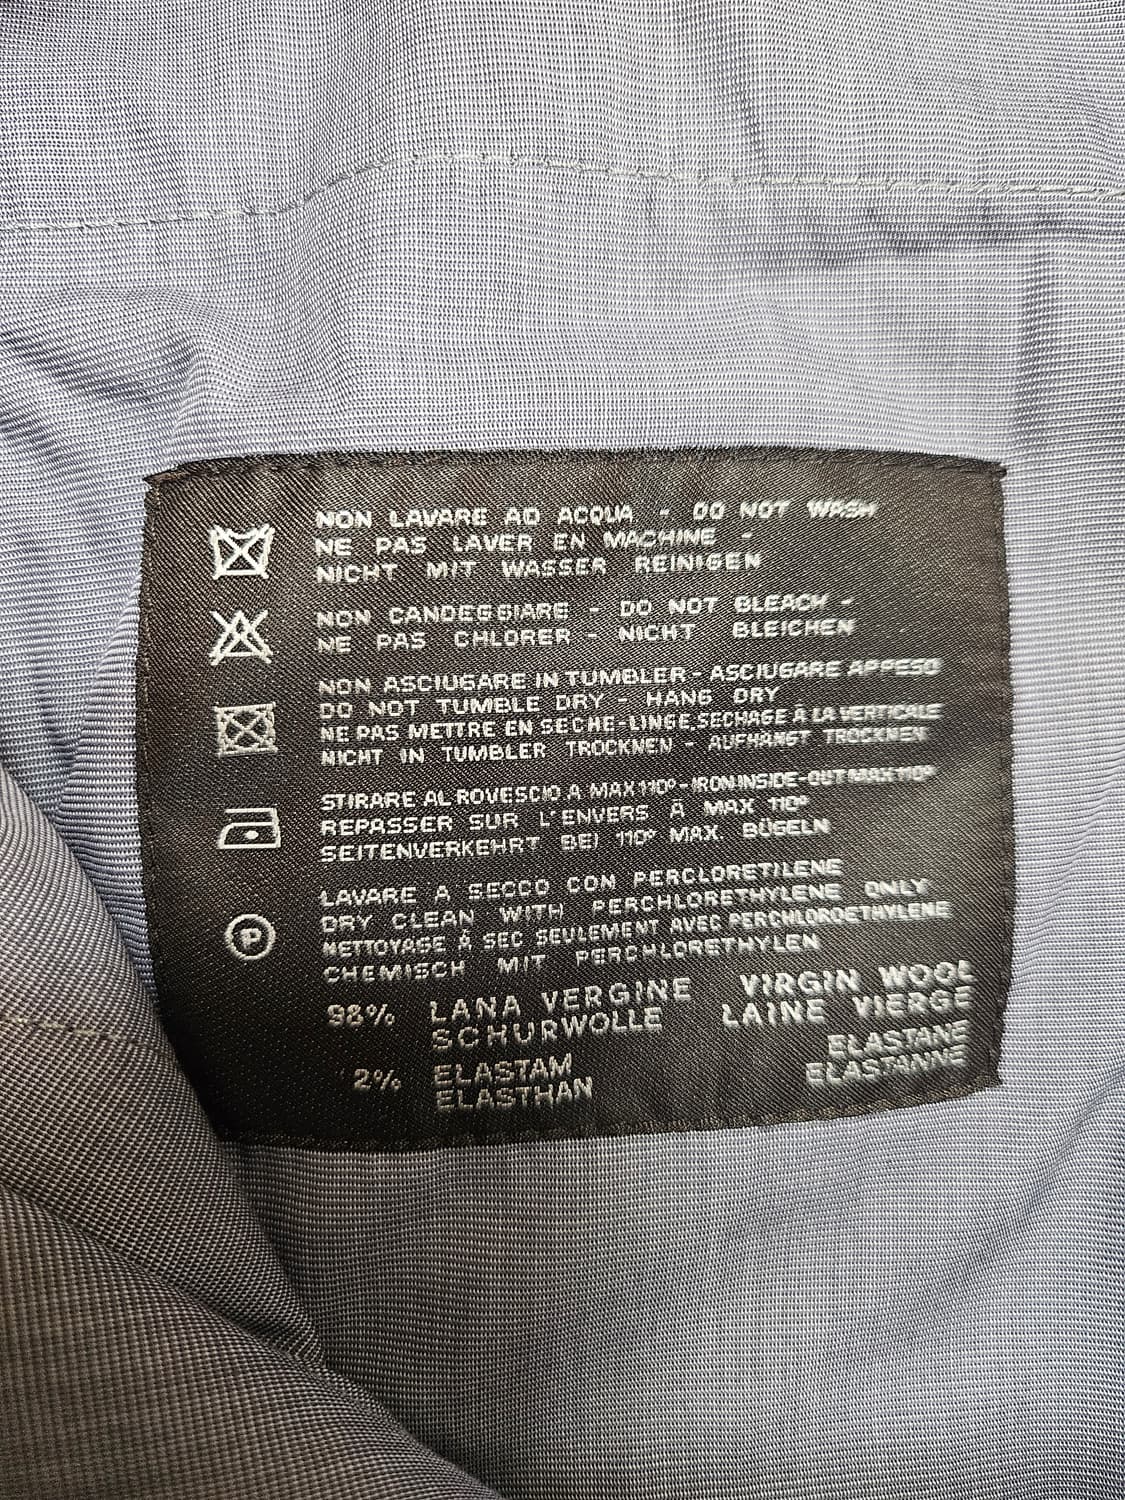 NON LAVARE AD ACQUA - DO NOT WASH
NE PAS LAVER EN MACHINE -
NICHT MIT WASSER REINIGEN
NON CANDEGGIARE - DO NOT BLEACH -
NE PAS CHLORER - NICHT BLEICHEN
NON ASCIUGARE IN TUMBLER - ASCIUGARE APPESO
DO NOT TUMBLE DRY - HANG DRY
NE PAS METTRE EN SECHE-LINGE, SECHAGE À LA VERTICALE
NICHT IN TUMBLER TROCKNEN - AUFHANGT TROCKNEN
STIRARE AL ROVESCIO A MAX 110° - IRON INSIDE-OUT MAX 110°
REPASSER SUR L'ENVERS À MAX 110°
SEITENVERKEHRT BEI 110° MAX. BÜGELN
P
LAVARE A SECCO CON PERCLORETILENE
DRY CLEAN WITH PERCHLORETHYLENE ONLY
NETTOYAGE À SEC SEULEMENT AVEC PERCHLOROETHYLENE
CHEMISCH MIT PERCHLORETHYLEN
98% LANA VERGINE VIRGIN WOOL
SCHURWOLLE LAINE VIERGE
2% ELASTAM ELASTANE
ELASTHAN ELASTANNE